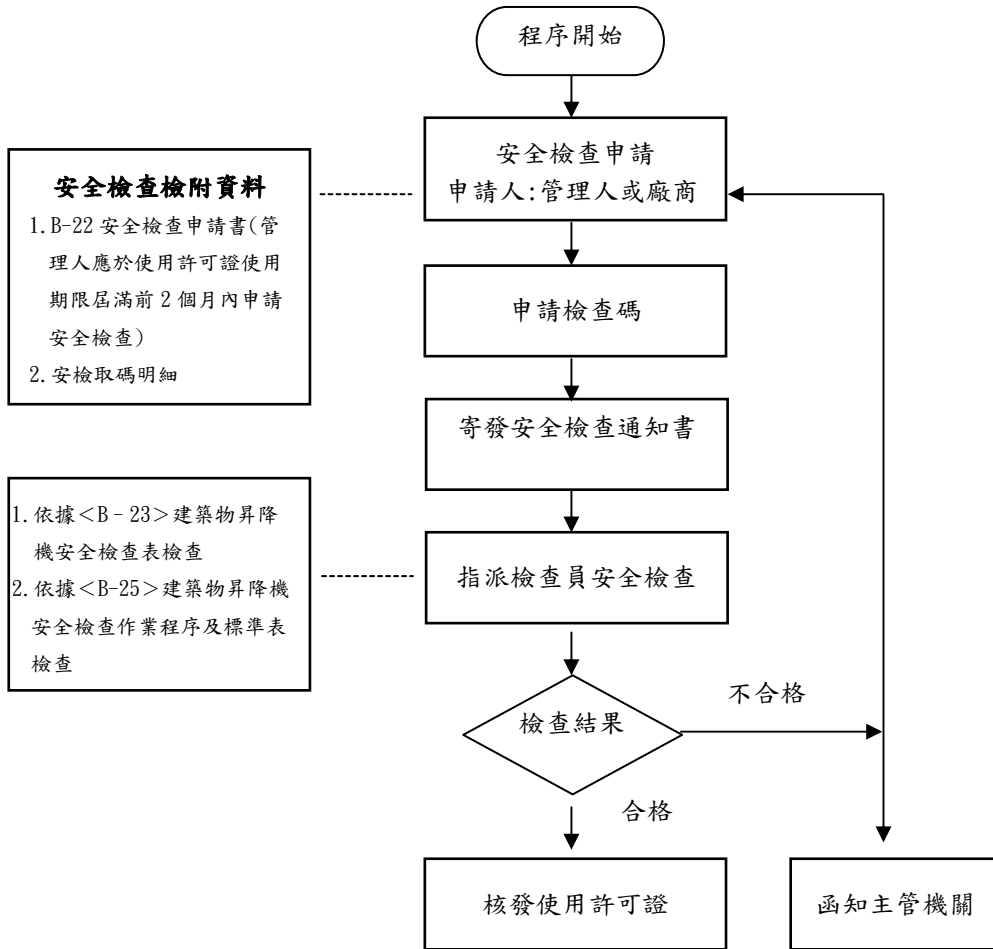 程序開始
安全檢查申請
申請人:管理人或廠商
安全檢查檢附資料
1.B-22 安全檢查申請書(管
理人應於使用許可證使用
期限屆滿前 2 個月內申請
安全檢查)
2.安檢取碼明細
申請檢查碼
寄發安全檢查通知書
1.依據<B-23>建築物昇降
機安全檢查表檢查
2.依據<B-25>建築物昇降機
安全檢查作業程序及標準表
檢查
指派檢查員安全檢查
檢查結果
不合格
合格
核發使用許可證
函知主管機關